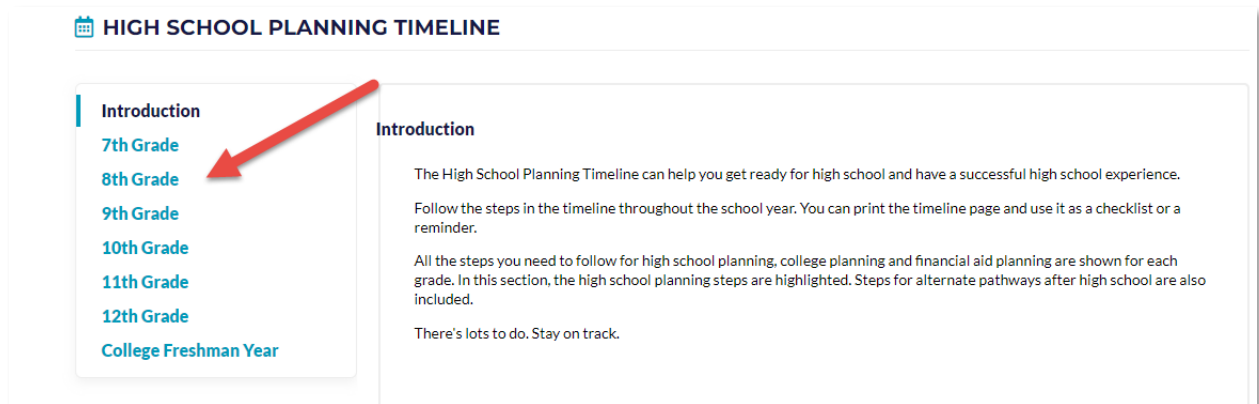 HIGH SCHOOL PLANNING TIMELINE
Introduction
7th Grade
8th Grade
9th Grade
10th Grade
11th Grade
12th Grade
College Freshman Year
Introduction
The High School Planning Timeline can help you get ready for high school and have a successful high school experience.
Follow the steps in the timeline throughout the school year. You can print the timeline page and use it as a checklist or a
reminder.
All the steps you need to follow for high school planning, college planning and financial aid planning are shown for each
grade. In this section, the high school planning steps are highlighted. Steps for alternate pathways after high school are also
included.
There's lots to do. Stay on track.